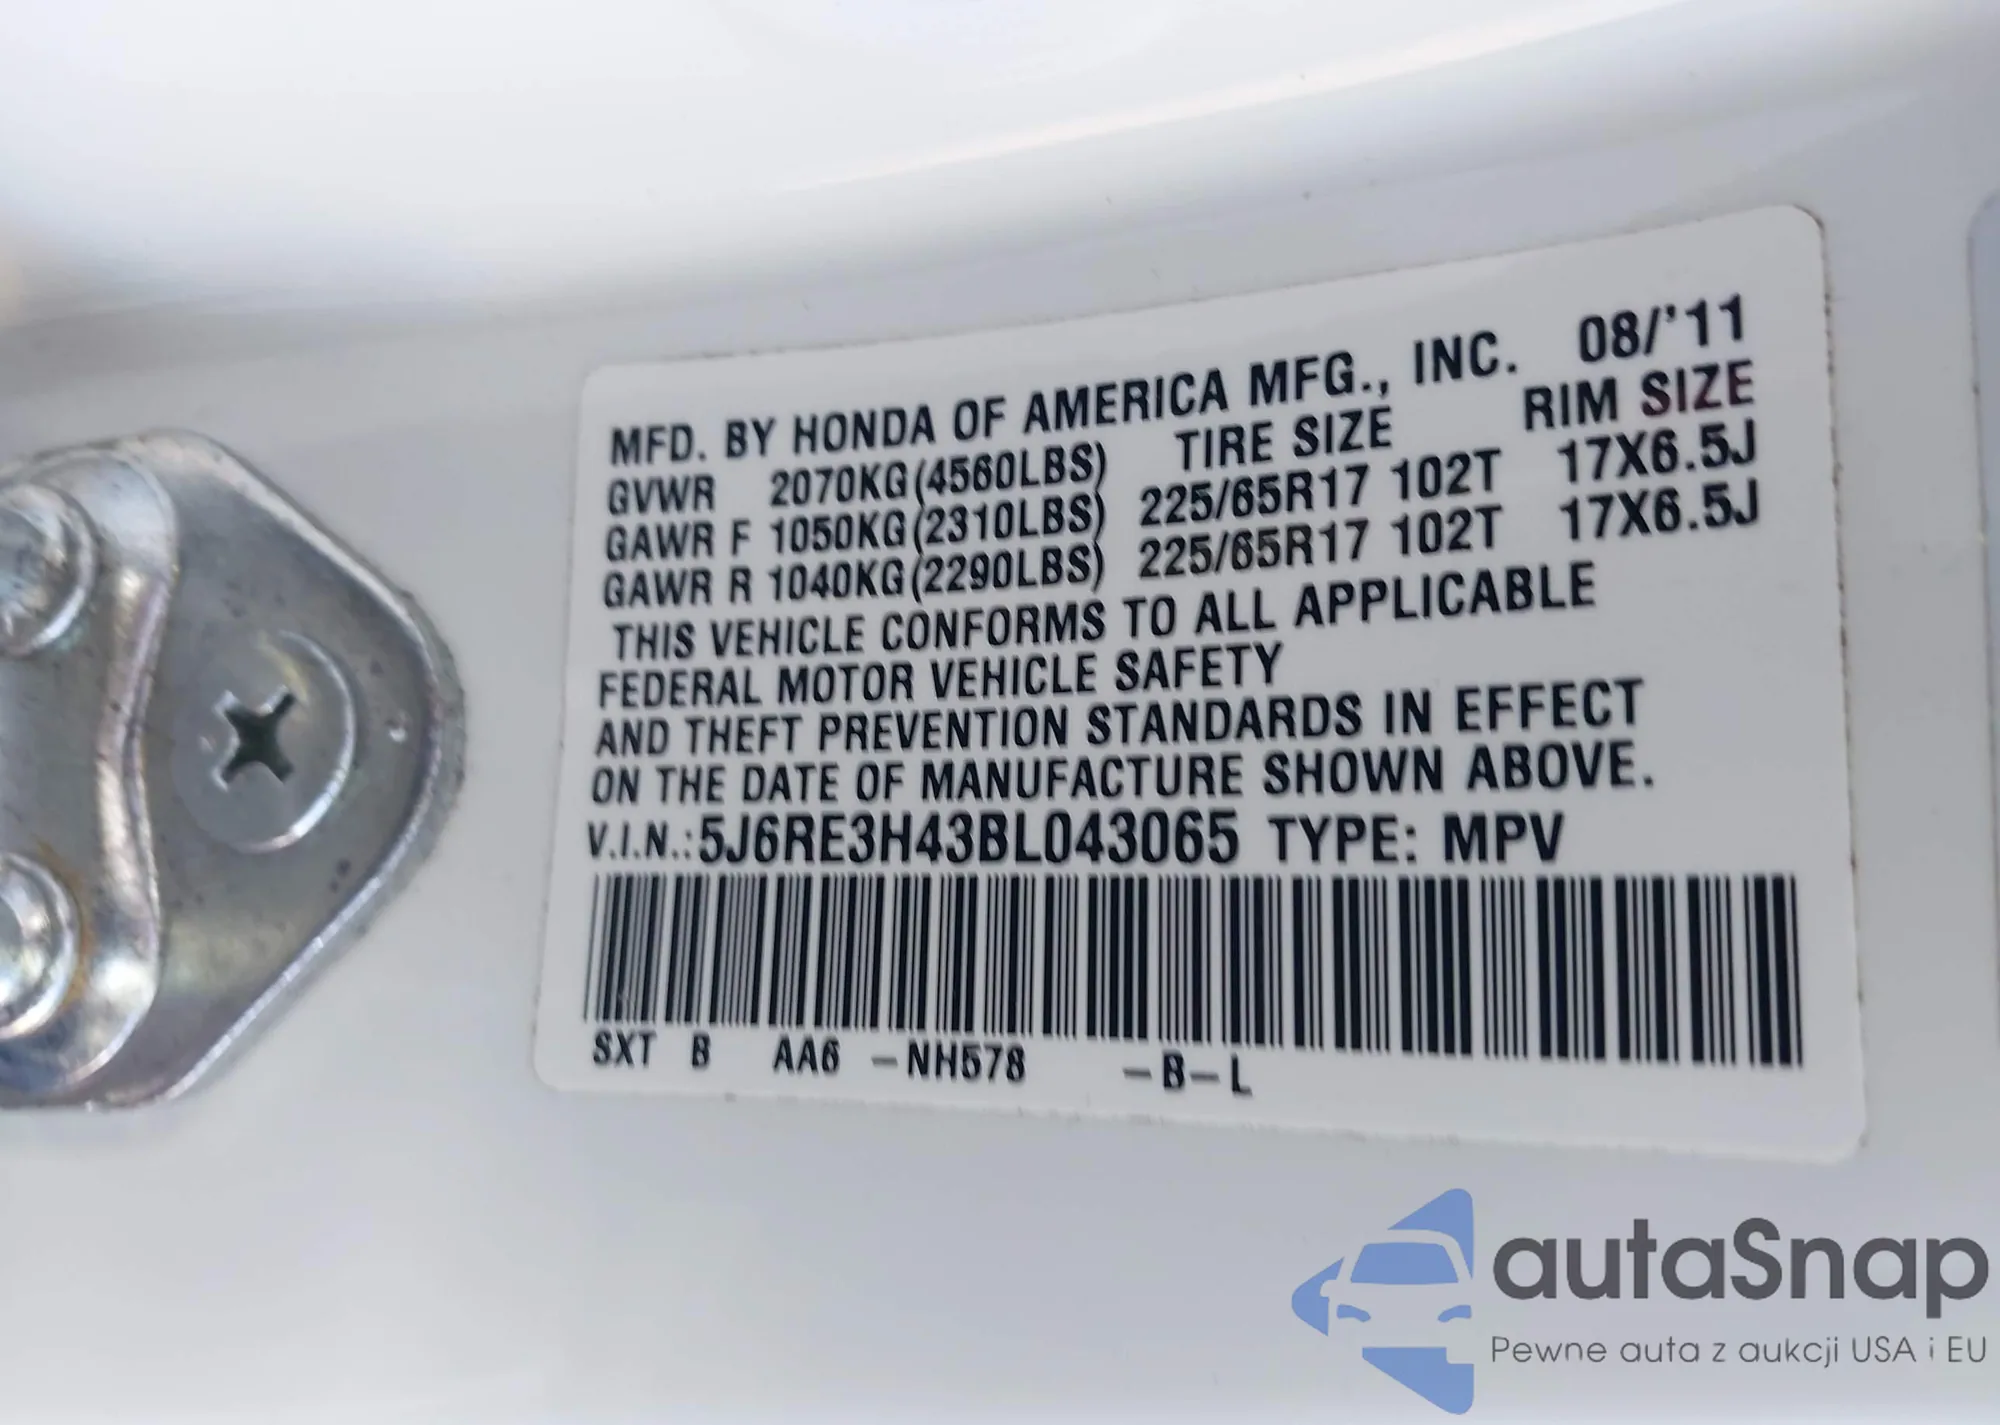 MFD. BY HONDA OF AMERICA MFG., INC. 08/'11
GVWR 2070KG(4560LBS) TIRE SIZE RIM SIZE
GAWR F 1050KG(2310LBS) 225/65R17 102T 17X6.5J
GAWR R 1040KG(2290LBS) 225/65R17 102T 17X6.5J
THIS VEHICLE CONFORMS TO ALL APPLICABLE
FEDERAL MOTOR VEHICLE SAFETY
AND THEFT PREVENTION STANDARDS IN EFFECT
ON THE DATE OF MANUFACTURE SHOWN ABOVE.
V.I.N.:5J6RE3H43BL043065 TYPE: MPV
SXT B AA6 -NH578 -B-L
autaSnap
Pewne auta z aukcji USA i EU